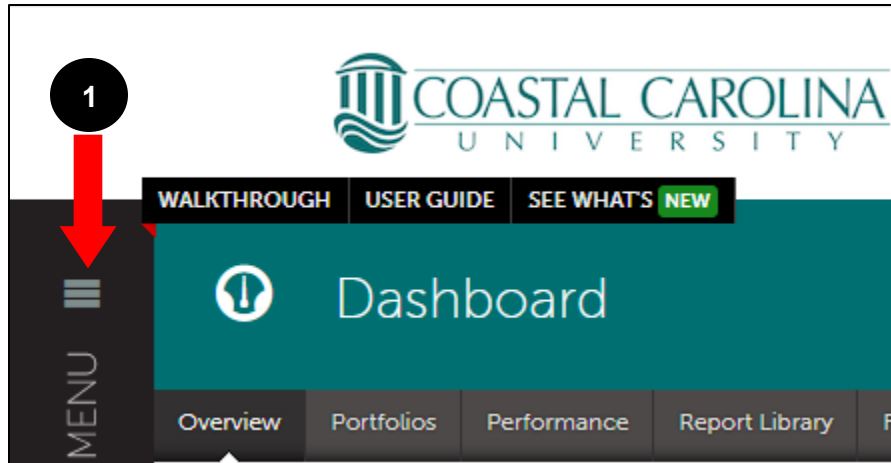 1
COASTAL CAROLINA
UNIVERSITY
WALKTHROUGH USER GUIDE SEE WHAT'S NEW
Dashboard
MENU
Overview Portfolios Performance Report Library